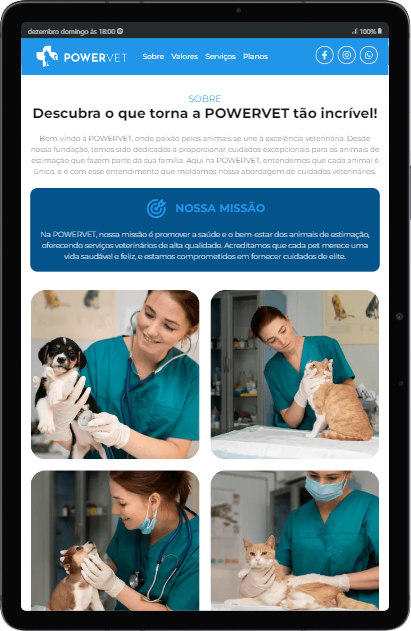 dezembro domingo às 18:00
100%
POWERVET
Sobre Valores Serviços Planos
SOBRE
Descubra o que torna a POWERVET tão incrível!
Bem-vindo à POWERVET, onde paixão pelos animais se une à excelência veterinária. Desde
nossa fundação, temos sido dedicados a proporcionar cuidados excepcionais para os animais de
estimação que fazem parte da sua família. Aqui na POWERVET, entendemos que cada animal é
único, e é com esse entendimento que moldamos nossa abordagem de cuidados veterinários.
NOSSA MISSÃO
Na POWERVET, nossa missão é promover a saúde e o bem-estar dos animais de estimação,
oferecendo serviços veterinários de alta qualidade. Acreditamos que cada pet merece uma
vida saudável e feliz, e estamos comprometidos em fornecer cuidados de elite.